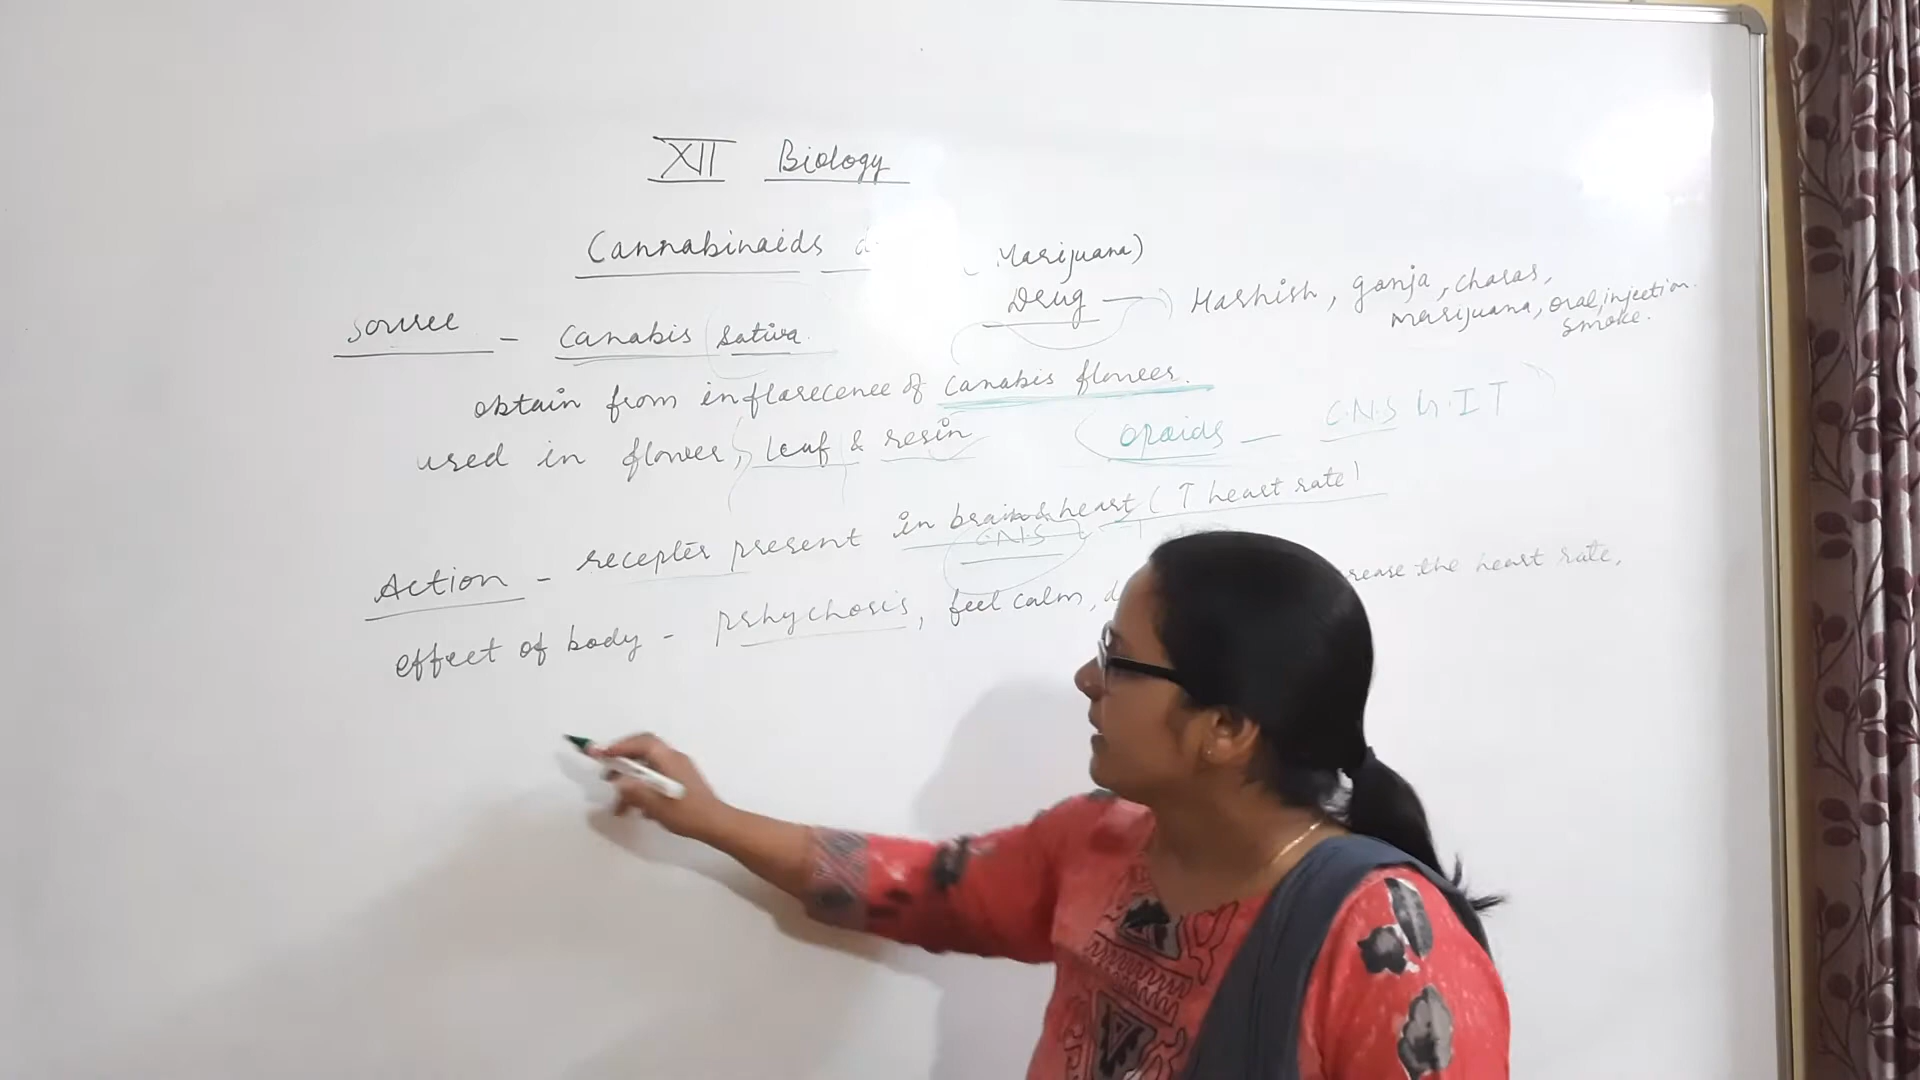 XII Biology
Cannabinaids
Marijuana)
Drug → Hashish, ganja, charas,
marijuana, oral, injection.
smoke.
source - canabis sativa.
obtain from inflarecence of canabis flower.
used in flower, leaf & resin
opoids - C.N.S G.I T
Action - recepter present in brain & heart (↑ heart rate)
C.N.S
effect of body - pshychosis, feel calm, the heart rate,